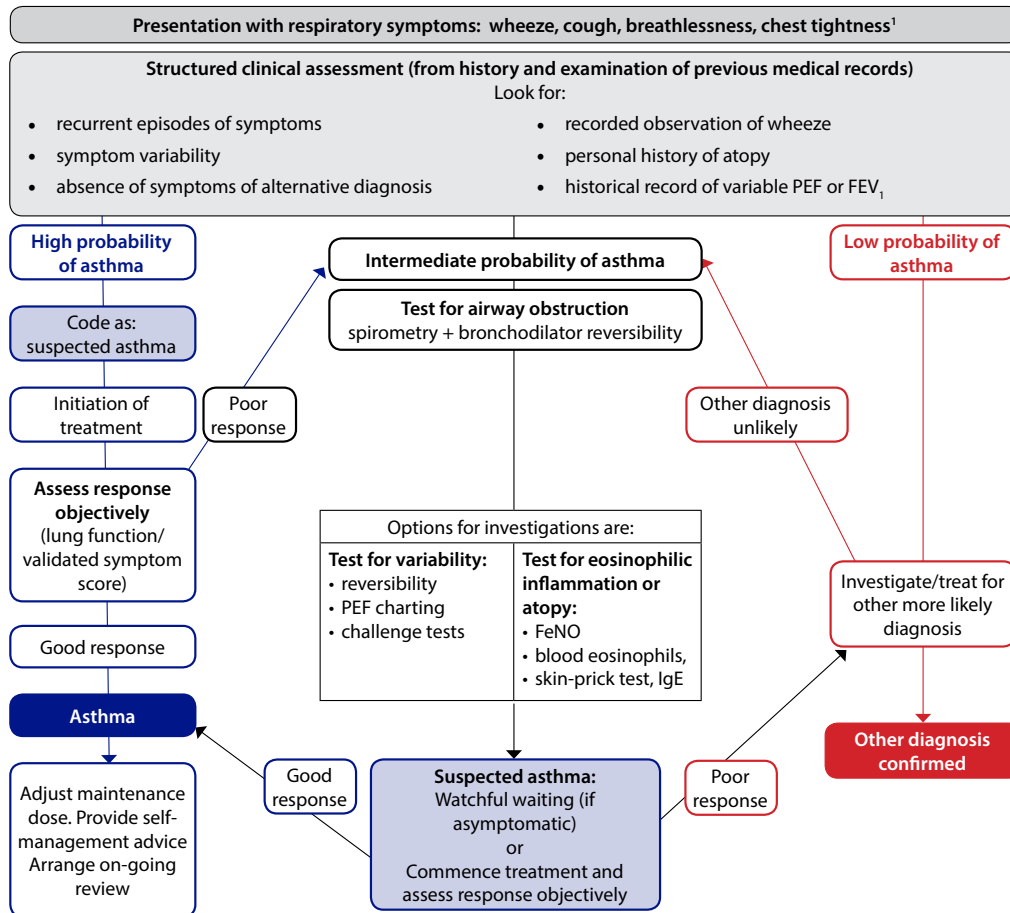 Presentation with respiratory symptoms: wheeze, cough, breathlessness, chest tightness¹
Structured clinical assessment (from history and examination of previous medical records)
Look for:
• recurrent episodes of symptoms
• symptom variability
• absence of symptoms of alternative diagnosis
• recorded observation of wheeze
• personal history of atopy
• historical record of variable PEF or FEV₁
High probability
of asthma
Code as:
suspected asthma
Initiation of
treatment
Assess response
objectively
(lung function/
validated symptom
score)
Good response
Asthma
Adjust maintenance
dose. Provide self-
management advice
Arrange on-going
review
Poor
response
Intermediate probability of asthma
Test for airway obstruction
spirometry + bronchodilator reversibility
Options for investigations are:
Test for variability:
• reversibility
• PEF charting
• challenge tests
Test for eosinophilic
inflammation or
atopy:
• FeNO
• blood eosinophils,
• skin-prick test, IgE
Good
response
Suspected asthma:
Watchful waiting (if
asymptomatic)
or
Commence treatment and
assess response objectively
Poor
response
Low probability of
asthma
Other diagnosis
unlikely
Investigate/treat for
other more likely
diagnosis
Other diagnosis
confirmed